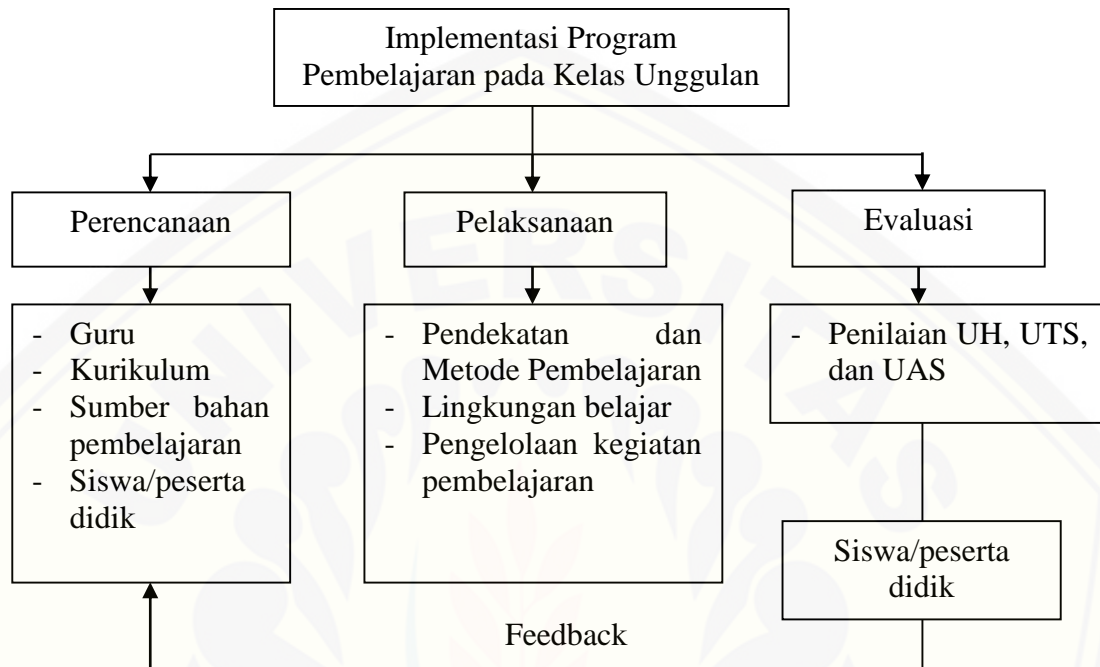 Implementasi Program
Pembelajaran pada Kelas Unggulan
Perencanaan
Pelaksanaan
Evaluasi
- Guru
- Kurikulum
- Sumber bahan
pembelajaran
- Siswa/peserta
didik
- Pendekatan dan
Metode Pembelajaran
- Lingkungan belajar
- Pengelolaan kegiatan
pembelajaran
- Penilaian UH, UTS,
dan UAS
Siswa/peserta
didik
Feedback
UNIVERSITAS